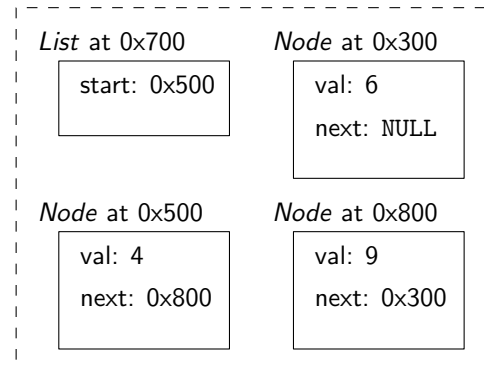 List at 0x700
start: 0x500
Node at 0x300
val: 6
next: NULL
Node at 0x500
val: 4
next: 0x800
Node at 0x800
val: 9
next: 0x300